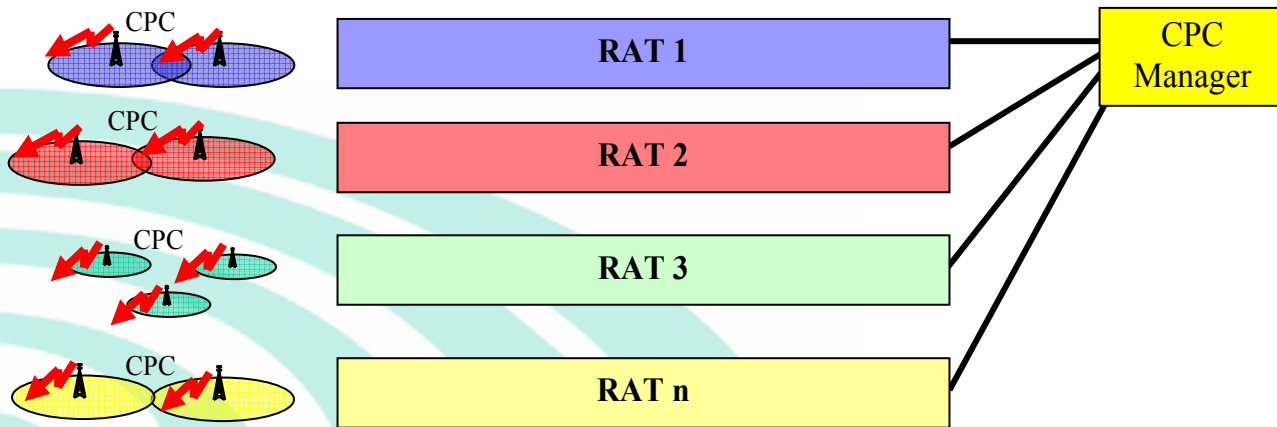 CPC
RAT 1
CPC
Manager
CPC
RAT 2
CPC
RAT 3
CPC
RAT n